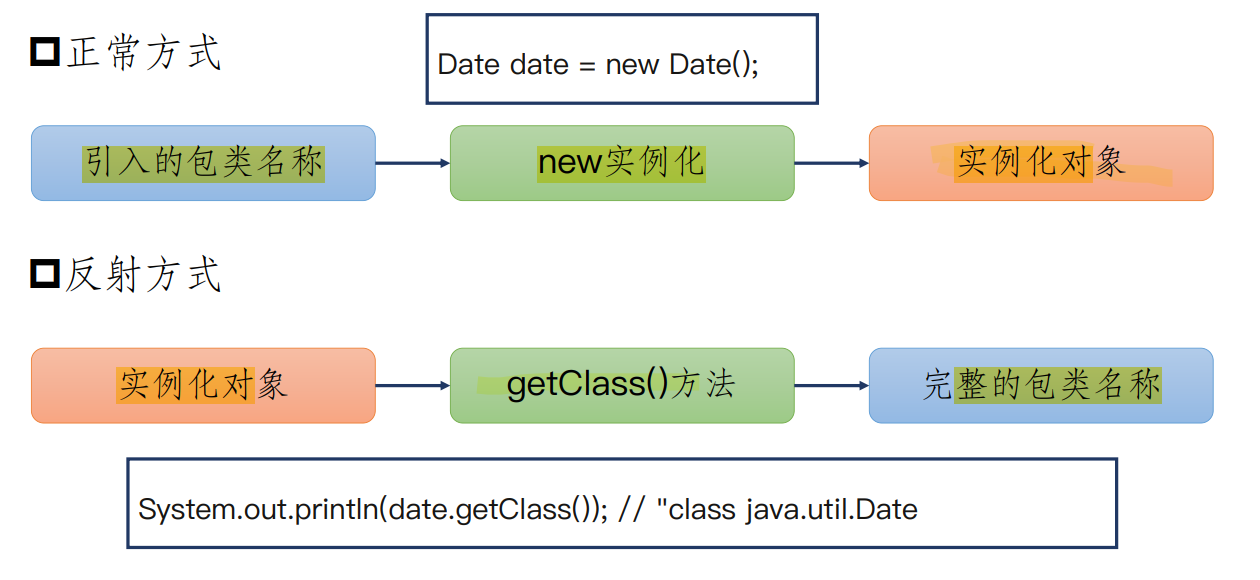 正常方式
Date date = new Date();
引入的包类名称
new实例化
实例化对象
反射方式
实例化对象
getClass()方法
完整的包类名称
System.out.println(date.getClass()); // "class java.util.Date